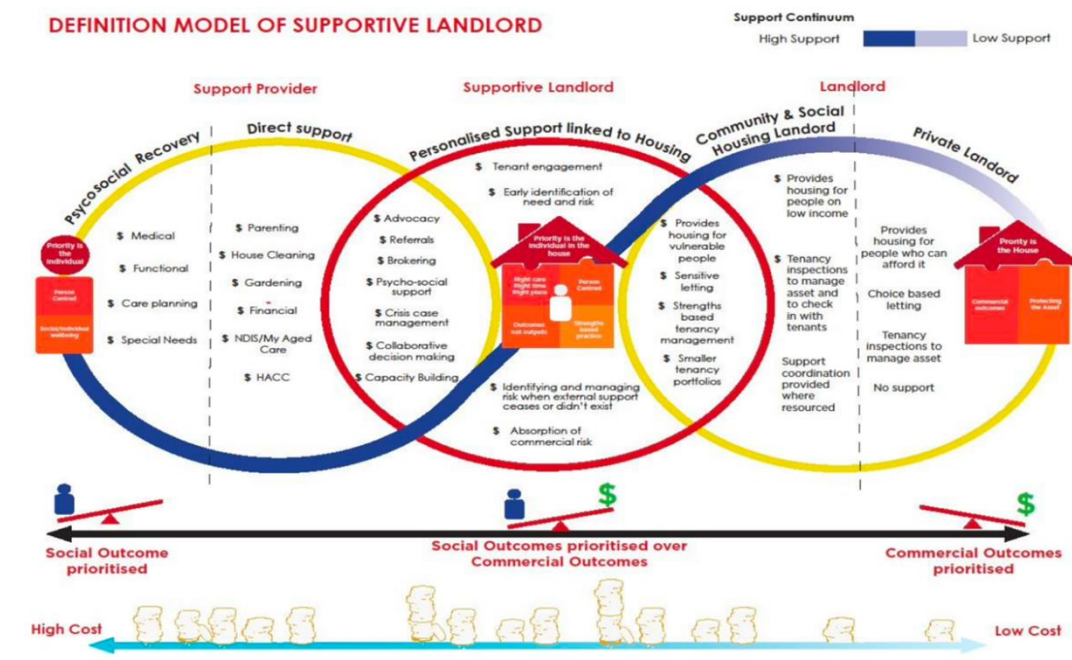 DEFINITION MODEL OF SUPPORTIVE LANDLORD
Support Continuum
High Support
Low Support
Support Provider
Supportive Landlord
Landlord
Psycosocial Recovery
Direct support
Personalised Support linked to Housing
Community & Social
Housing Landord
Private Landord
Priority is
the
individual
Person
Centred
Social/individual
wellbeing
$ Medical
$ Functional
$ Care planning
$ Special Needs
$ Parenting
$ House Cleaning
$ Gardening
$ Financial
$ NDIS/My Aged
Care
$ HACC
$ Advocacy
$ Referrals
$ Brokering
$ Psycho-social
support
$ Crisis case
management
$ Collaborative
decision making
$ Capacity Building
$ Tenant engagement
$ Early identification of
need and risk
Priority is the
individual in the
house
Right care
Right time
Right place
Person
Centred
Outcomes
not outputs
Strengths
based
practice
$ Identifying and managing
risk when external support
ceases or didn't exist
$ Absorption of
commercial risk
$ Provides
housing for
vulnerable
people
$ Sensitive
letting
$ Strengths
based
tenancy
management
$ Smaller
tenancy
portfolios
$ Provides
housing for
people on
low income
$ Tenancy
inspections
to manage
asset and
to check
in with
tenants
Support
coordination
provided
where
resourced
Provides
housing for
people who can
afford it
Choice based
letting
Tenancy
inspections to
manage asset
No support
Priority is
the House
Commercial
outcomes
Protecting
the Asset
$
$
Social Outcome
prioritised
Social Outcomes prioritised over
Commercial Outcomes
Commercial Outcomes
prioritised
High Cost
Low Cost